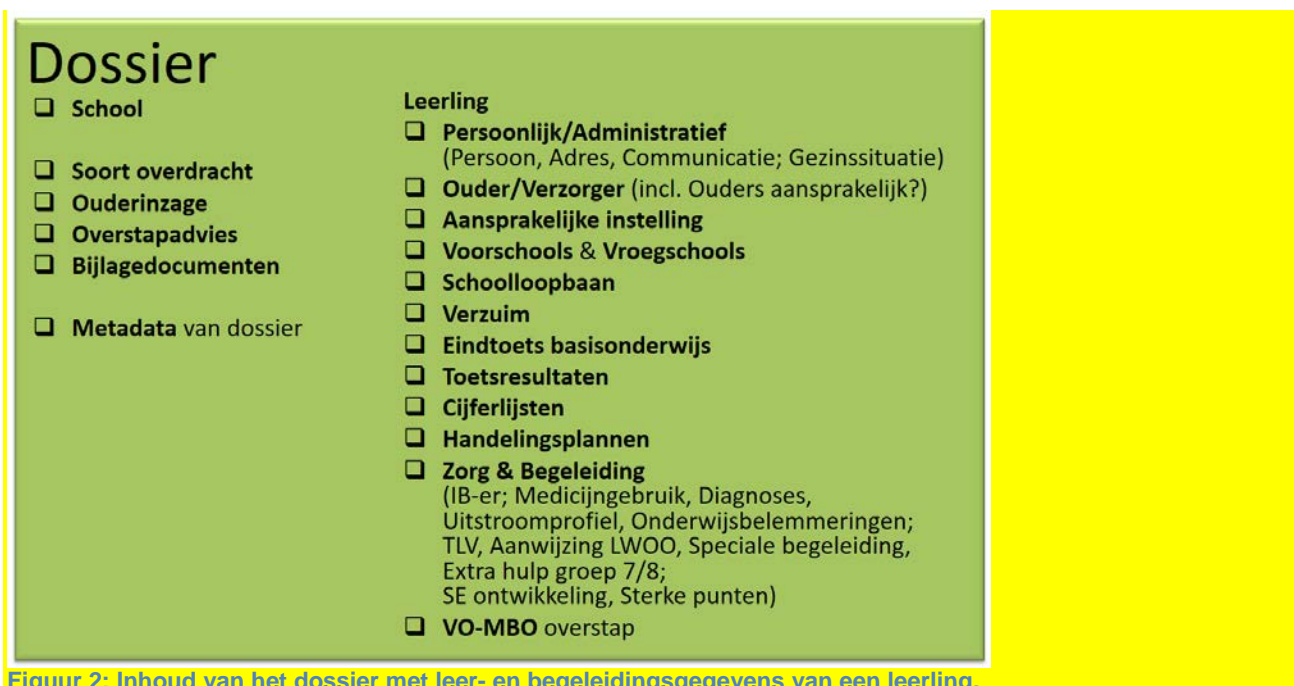 Dossier
❑ School
❑ Soort overdracht
❑ Ouderinzage
❑ Overstapadvies
❑ Bijlagedocumenten
❑ Metadata van dossier
Leerling
❑ Persoonlijk/Administratief
(Persoon, Adres, Communicatie; Gezinssituatie)
❑ Ouder/Verzorger (incl. Ouders aansprakelijk?)
❑ Aansprakelijke instelling
❑ Voorschools & Vroegschools
❑ Schoolloopbaan
❑ Verzuim
❑ Eindtoets basisonderwijs
❑ Toetsresultaten
❑ Cijferlijsten
❑ Handelingsplannen
❑ Zorg & Begeleiding
(IB-er; Medicijngebruik, Diagnoses,
Uitstroomprofiel, Onderwijsbelemmeringen;
TLV, Aanwijzing LWOO, Speciale begeleiding,
Extra hulp groep 7/8;
SE ontwikkeling, Sterke punten)
❑ VO-MBO overstap
Figuur 2: Inhoud van het dossier met leer- en begeleidingsgegevens van een leerling.